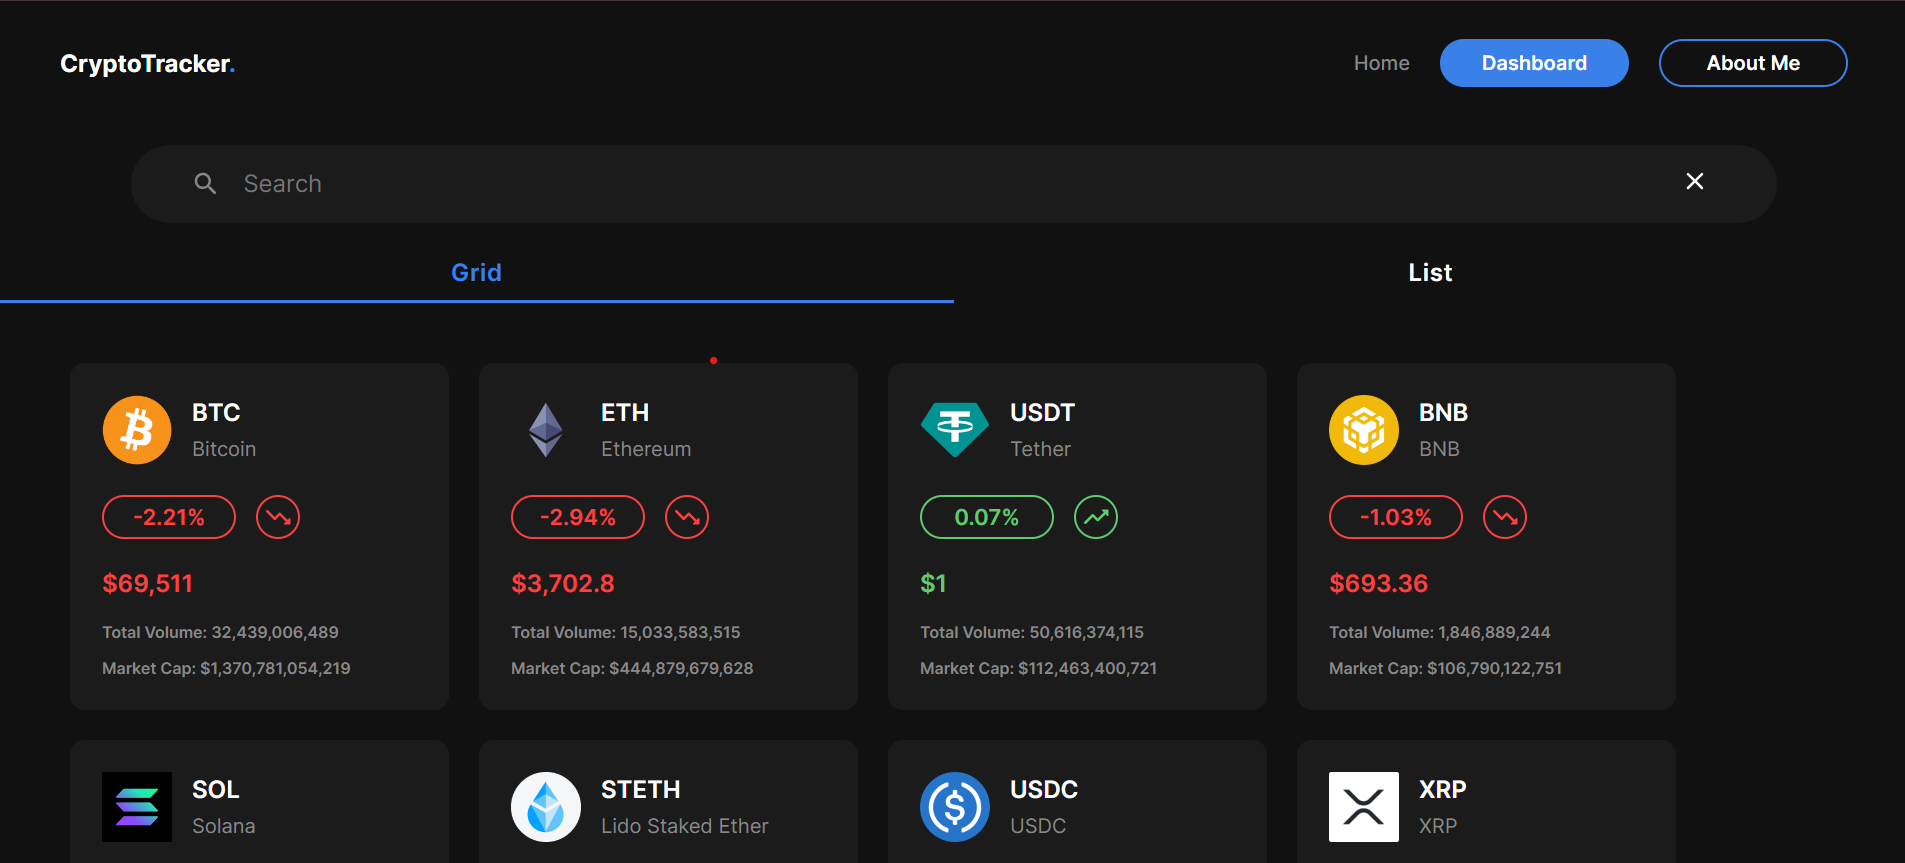 CryptoTracker.
Home
Dashboard
About Me
Search
Grid
List
BTC
Bitcoin
-2.21%
$69,511
Total Volume: 32,439,006,489
Market Cap: $1,370,781,054,219
ETH
Ethereum
-2.94%
$3,702.8
Total Volume: 15,033,583,515
Market Cap: $444,879,679,628
USDT
Tether
0.07%
$1
Total Volume: 50,616,374,115
Market Cap: $112,463,400,721
BNB
BNB
-1.03%
$693.36
Total Volume: 1,846,889,244
Market Cap: $106,790,122,751
SOL
Solana
STETH
Lido Staked Ether
USDC
USDC
XRP
XRP